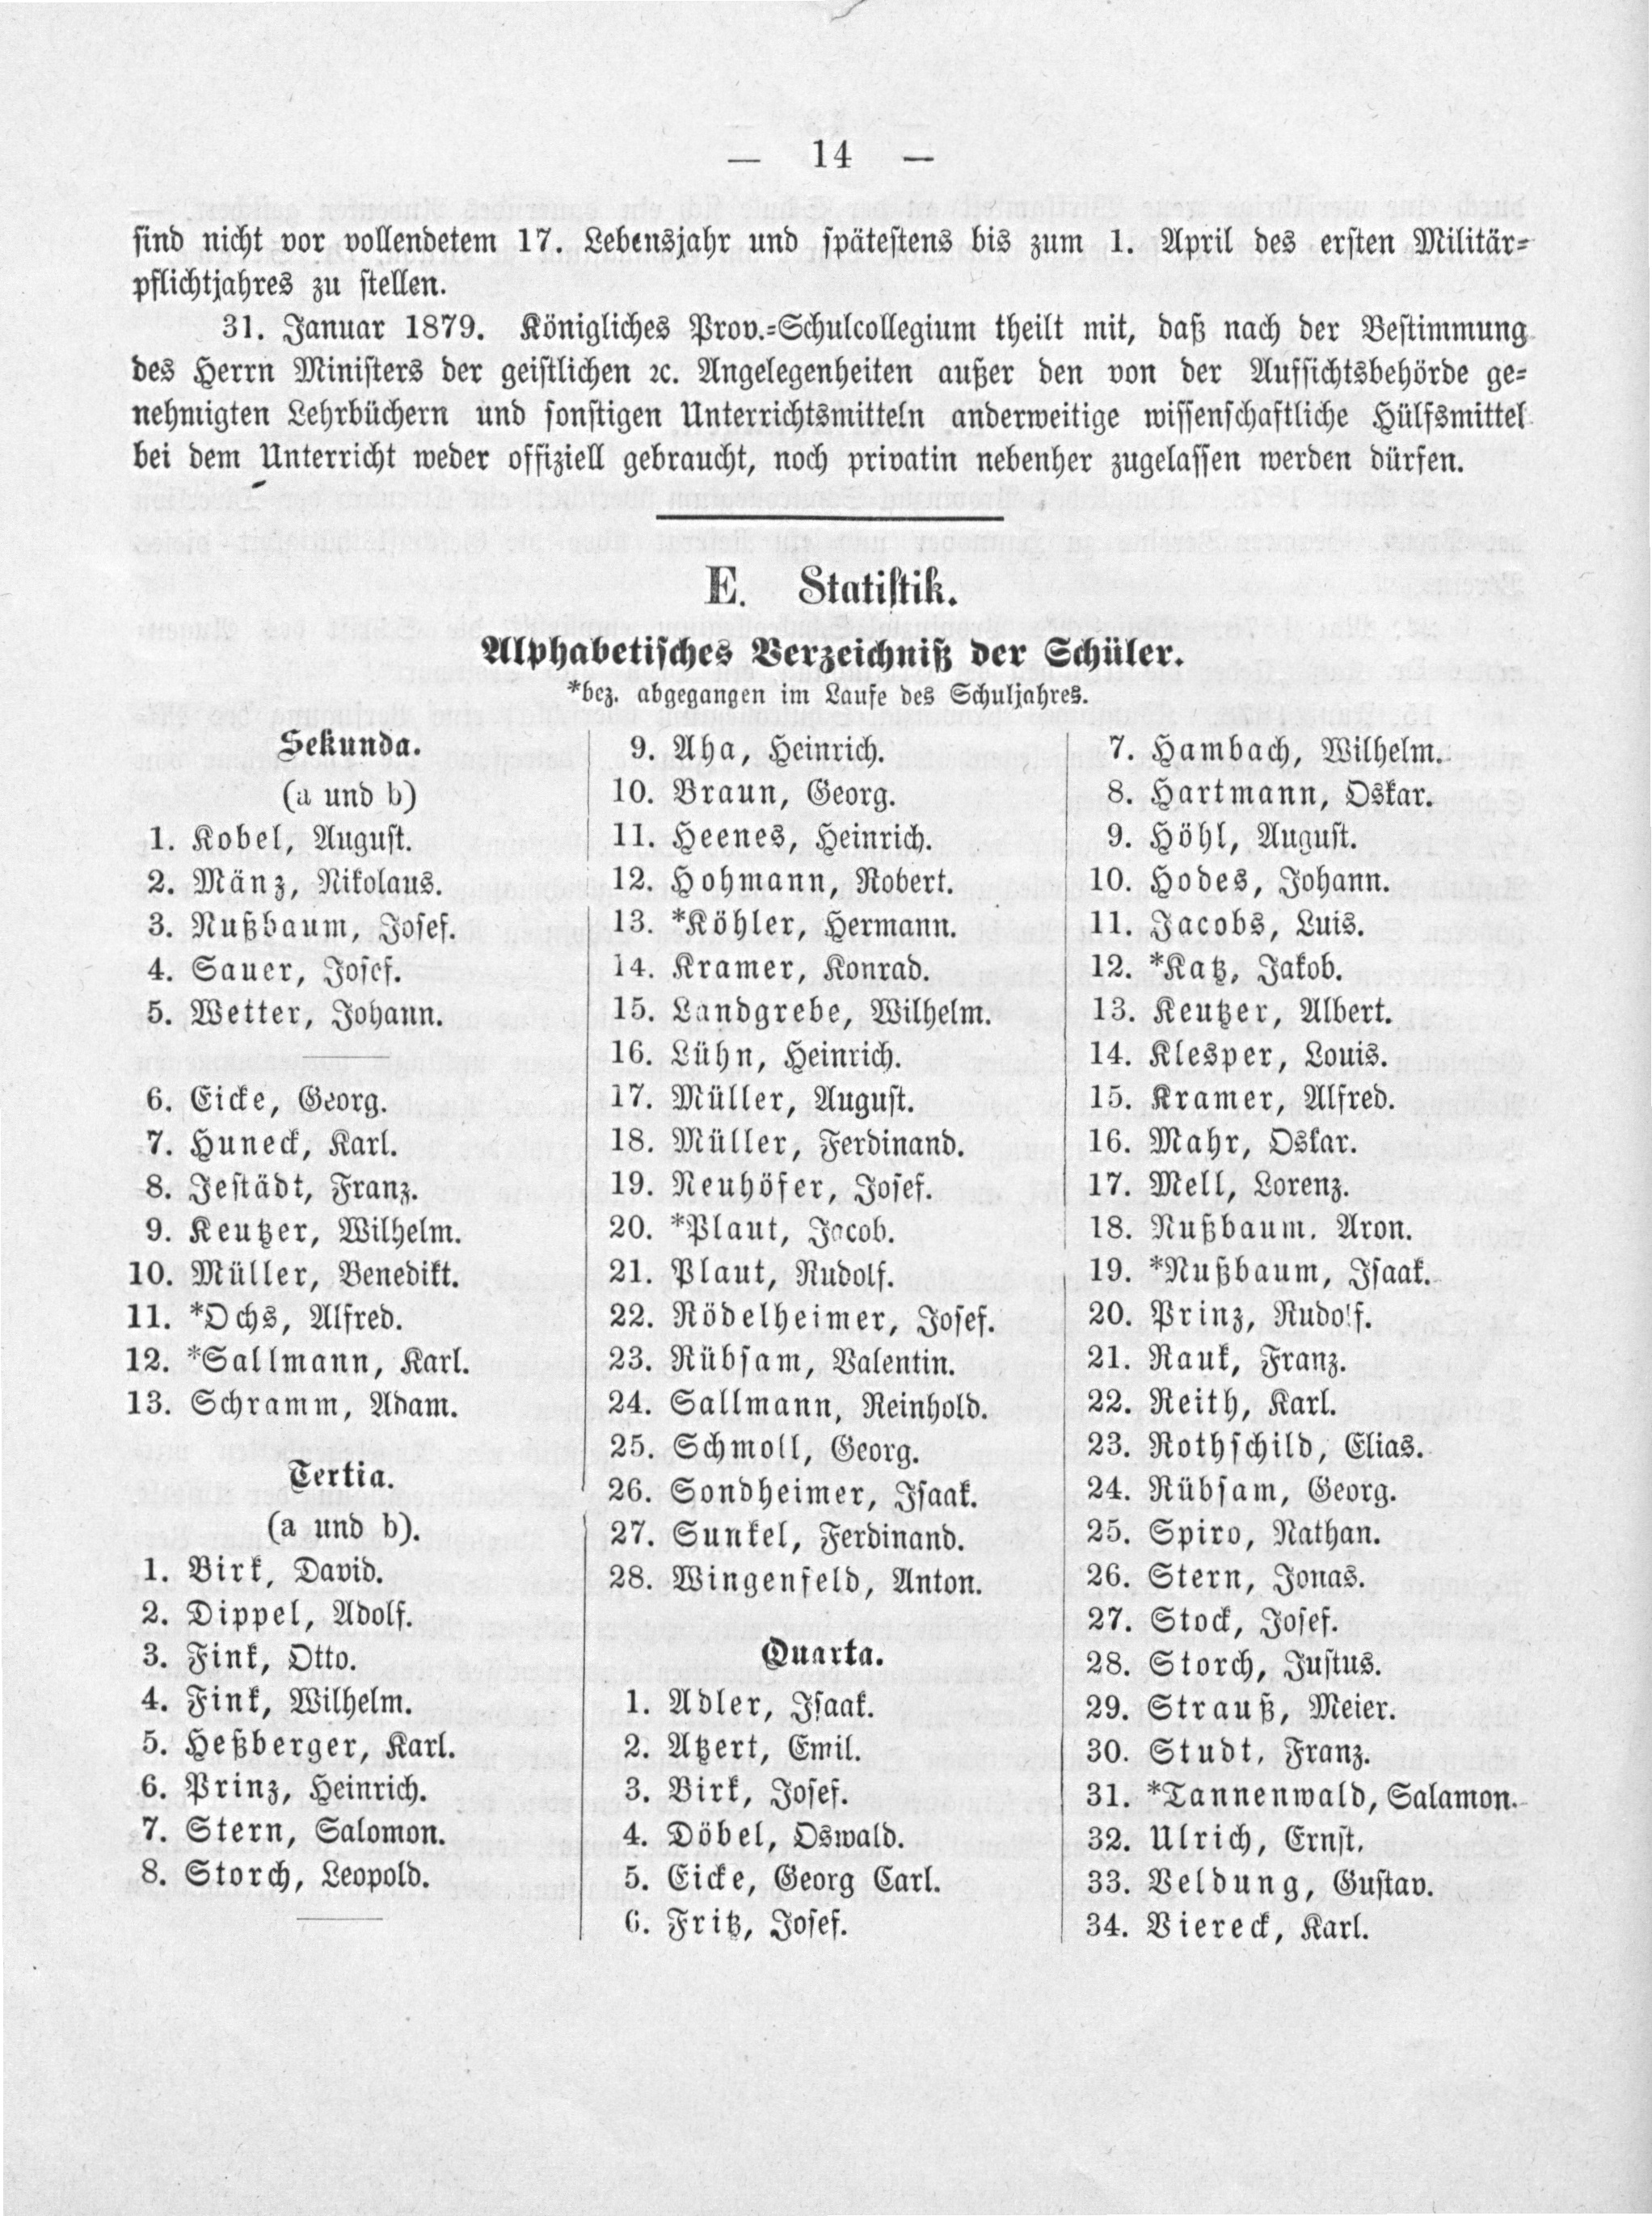 — 14 —
sind nicht vor vollendetem 17. Lebensjahr und spätestens bis zum 1. April des ersten Militär-
pflichtjahres zu stellen.
31. Januar 1879. Königliches Prov.-Schulcollegium theilt mit, daß nach der Bestimmung
des Herrn Ministers der geistlichen ꝛc. Angelegenheiten außer den von der Aufsichtsbehörde ge-
nehmigten Lehrbüchern und sonstigen Unterrichtsmitteln anderweitige wissenschaftliche Hülfsmittel
bei dem Unterricht weder offiziell gebraucht, noch privatin nebenher zugelassen werden dürfen.
E. Statistik.
Alphabetisches Verzeichniß der Schüler.
*bez. abgegangen im Laufe des Schuljahres.
Sekunda.
(a und b)
1. Kobel, August.
2. Mänz, Nikolaus.
3. Nußbaum, Josef.
4. Sauer, Josef.
5. Wetter, Johann.
6. Eicke, Georg.
7. Huneck, Karl.
8. Jestädt, Franz.
9. Keutzer, Wilhelm.
10. Müller, Benedikt.
11. *Ochs, Alfred.
12. *Sallmann, Karl.
13. Schramm, Adam.
Tertia.
(a und b).
1. Birk, David.
2. Dippel, Adolf.
3. Fink, Otto.
4. Fink, Wilhelm.
5. Heßberger, Karl.
6. Prinz, Heinrich.
7. Stern, Salomon.
8. Storch, Leopold.
9. Aha, Heinrich.
10. Braun, Georg.
11. Heenes, Heinrich.
12. Hohmann, Robert.
13. *Köhler, Hermann.
14. Kramer, Konrad.
15. Landgrebe, Wilhelm.
16. Lühn, Heinrich.
17. Müller, August.
18. Müller, Ferdinand.
19. Neuhöfer, Josef.
20. *Plaut, Jacob.
21. Plaut, Rudolf.
22. Rödelheimer, Josef.
23. Rübsam, Valentin.
24. Sallmann, Reinhold.
25. Schmoll, Georg.
26. Sondheimer, Isaak.
27. Sunkel, Ferdinand.
28. Wingenfeld, Anton.
Quarta.
1. Adler, Isaak.
2. Atzert, Emil.
3. Birk, Josef.
4. Döbel, Oswald.
5. Eicke, Georg Carl.
6. Fritz, Josef.
7. Hambach, Wilhelm.
8. Hartmann, Oskar.
9. Höhl, August.
10. Hodes, Johann.
11. Jacobs, Luis.
12. *Katz, Jakob.
13. Keutzer, Albert.
14. Klesper, Louis.
15. Kramer, Alfred.
16. Mahr, Oskar.
17. Mell, Lorenz.
18. Nußbaum. Aron.
19. *Nußbaum, Isaak.
20. Prinz, Rudolf.
21. Rauk, Franz.
22. Reith, Karl.
23. Rothschild, Elias.
24. Rübsam, Georg.
25. Spiro, Nathan.
26. Stern, Jonas.
27. Stock, Josef.
28. Storch, Justus.
29. Strauß, Meier.
30. Studt, Franz.
31. *Tannenwald, Salamon.
32. Ulrich, Ernst.
33. Veldung, Gustav.
34. Viereck, Karl.